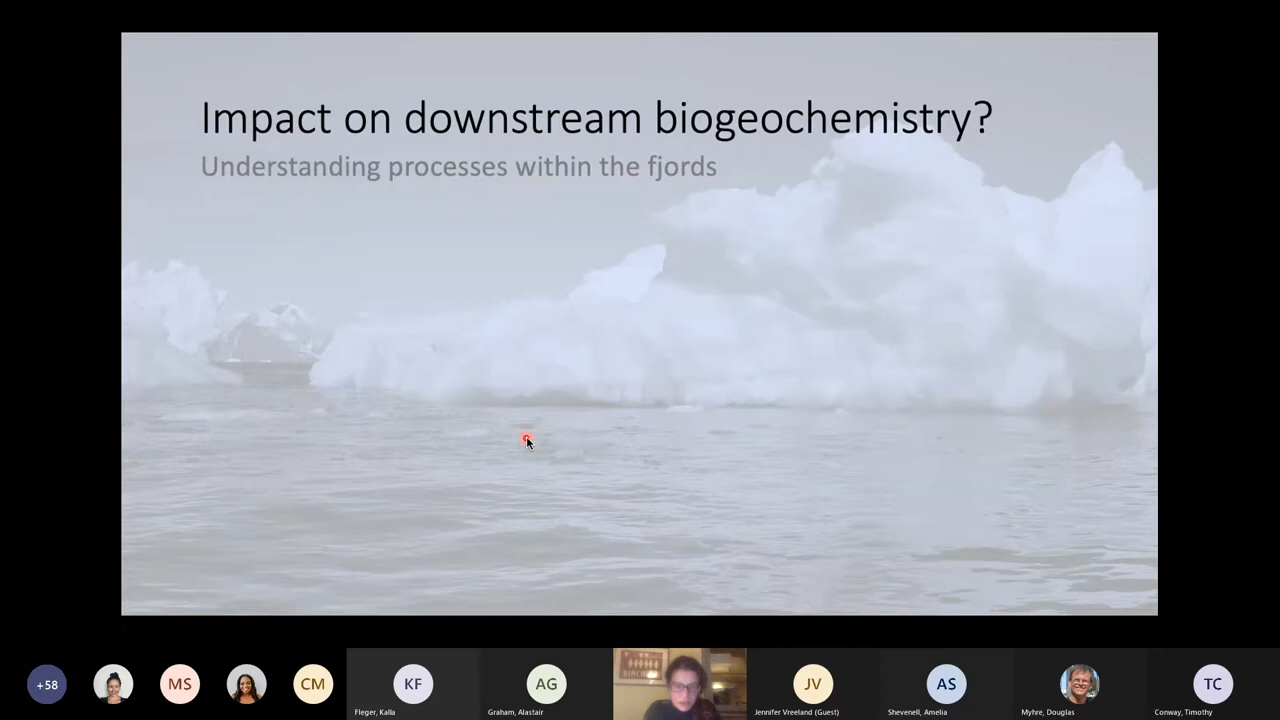 Impact on downstream biogeochemistry?
Understanding processes within the fjords
+58
MS
CM
KF
AG
JV
AS
TC
Fleger, Kalla
Graham, Alastair
Jennifer Vreeland (Guest)
Shevenell, Amelia
Myhre, Douglas
Conway, Timothy